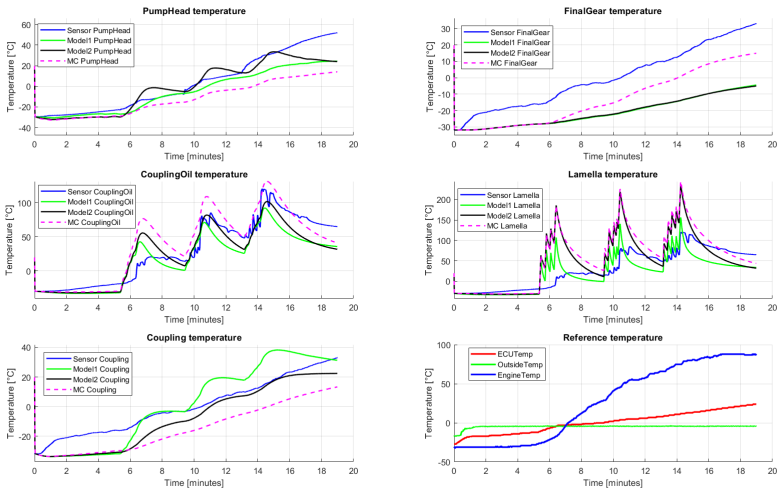 PumpHead temperature
Temperature [°C]
60
40
20
0
-20
-40
Sensor PumpHead
Model1 PumpHead
Model2 PumpHead
MC PumpHead
0 2 4 6 8 10 12 14 16 18 20
Time [minutes]
FinalGear temperature
Temperature [°C]
30
20
10
0
-10
-20
-30
Sensor FinalGear
Model1 FinalGear
Model2 FinalGear
MC FinalGear
0 2 4 6 8 10 12 14 16 18 20
Time [minutes]
CouplingOil temperature
Temperature [°C]
100
50
0
Sensor CouplingOil
Model1 CouplingOil
Model2 CouplingOil
MC CouplingOil
0 2 4 6 8 10 12 14 16 18 20
Time [minutes]
Lamella temperature
Temperature [°C]
200
150
100
50
0
Sensor Lamella
Model1 Lamella
Model2 Lamella
MC Lamella
0 2 4 6 8 10 12 14 16 18 20
Time [minutes]
Coupling temperature
Temperature [°C]
40
20
0
-20
Sensor Coupling
Model1 Coupling
Model2 Coupling
MC Coupling
0 2 4 6 8 10 12 14 16 18 20
Time [minutes]
Reference temperature
Temperature [°C]
100
50
0
-50
ECUTemp
OutsideTemp
EngineTemp
0 2 4 6 8 10 12 14 16 18 20
Time [minutes]